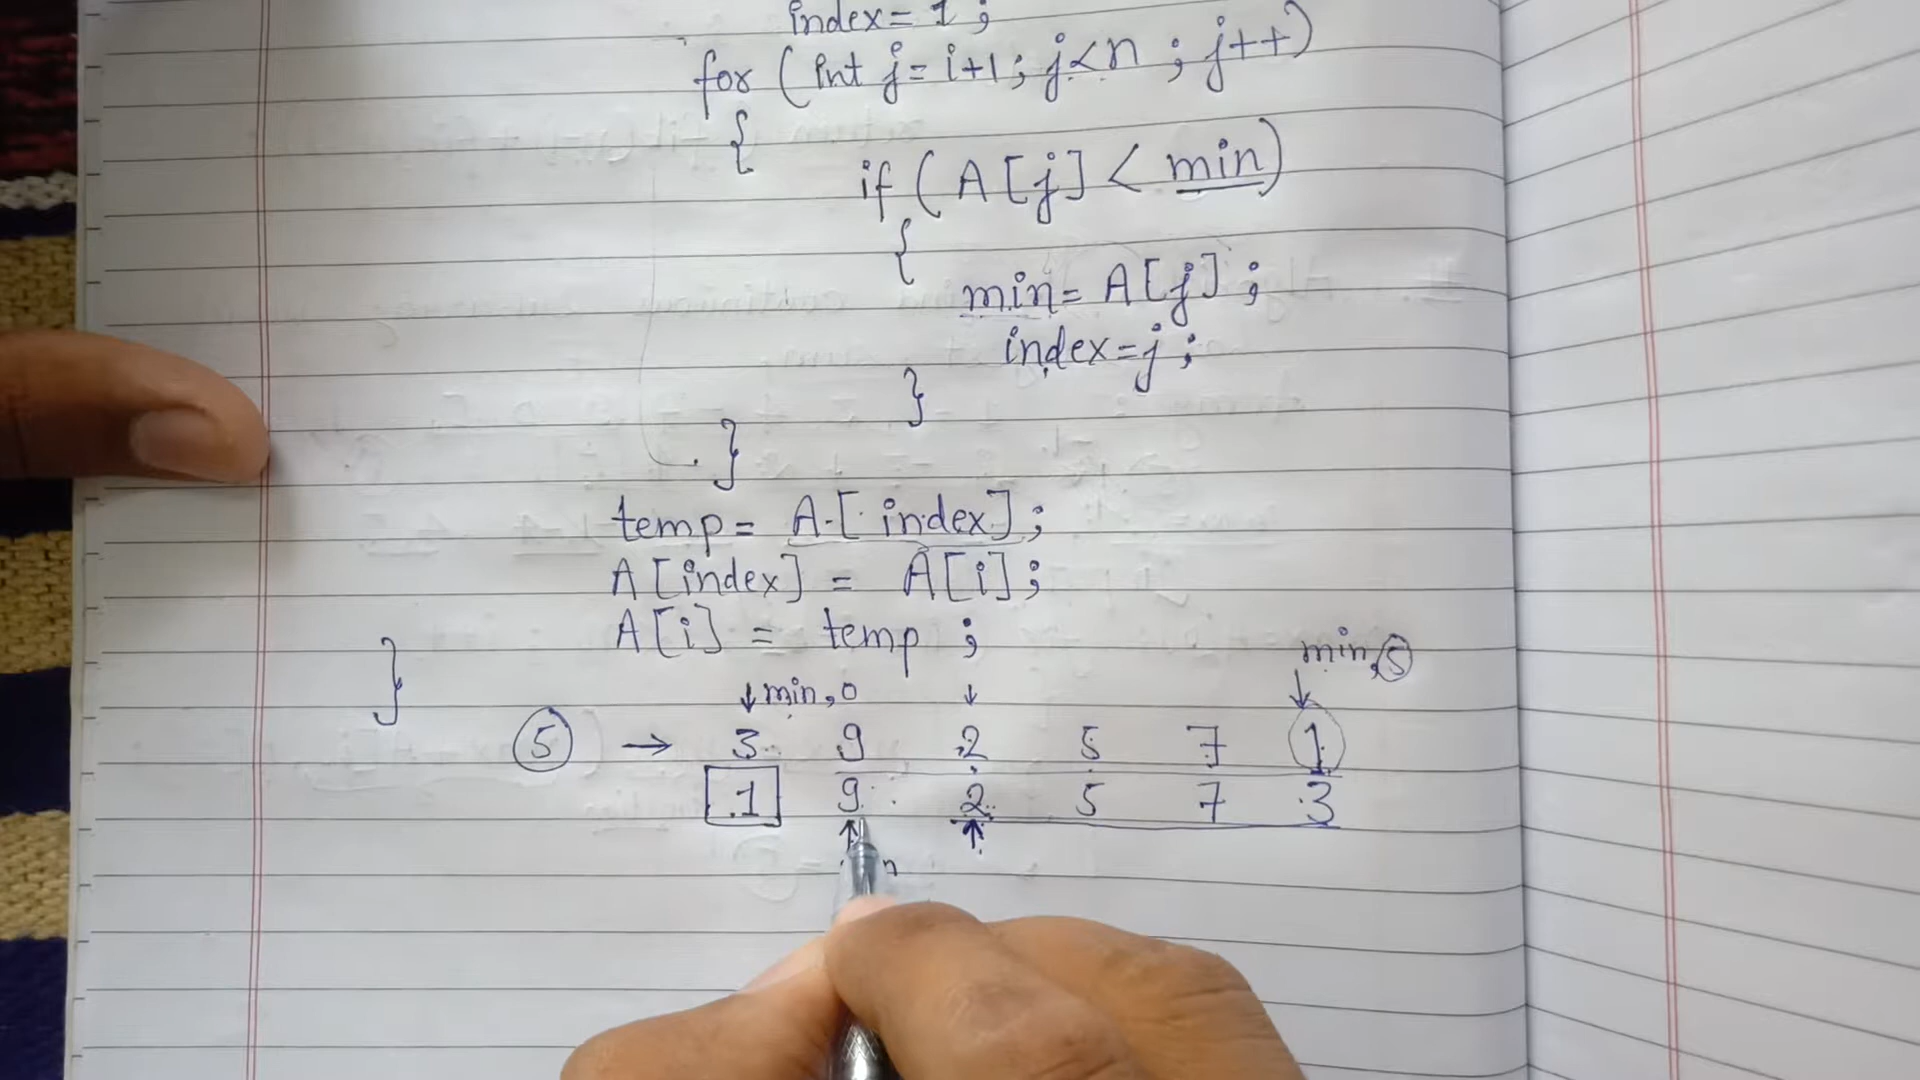 index= 1;
for (int j= i+1; j<n ; j++)
{
if (A[j] < min)
{
min= A[j];
index=j;
}
}
temp= A[index];
A[index] = A[i];
A[i] = temp;
}
min,5
min,0
5 → 3 9 2 5 7 1
1 9 2 5 7 3